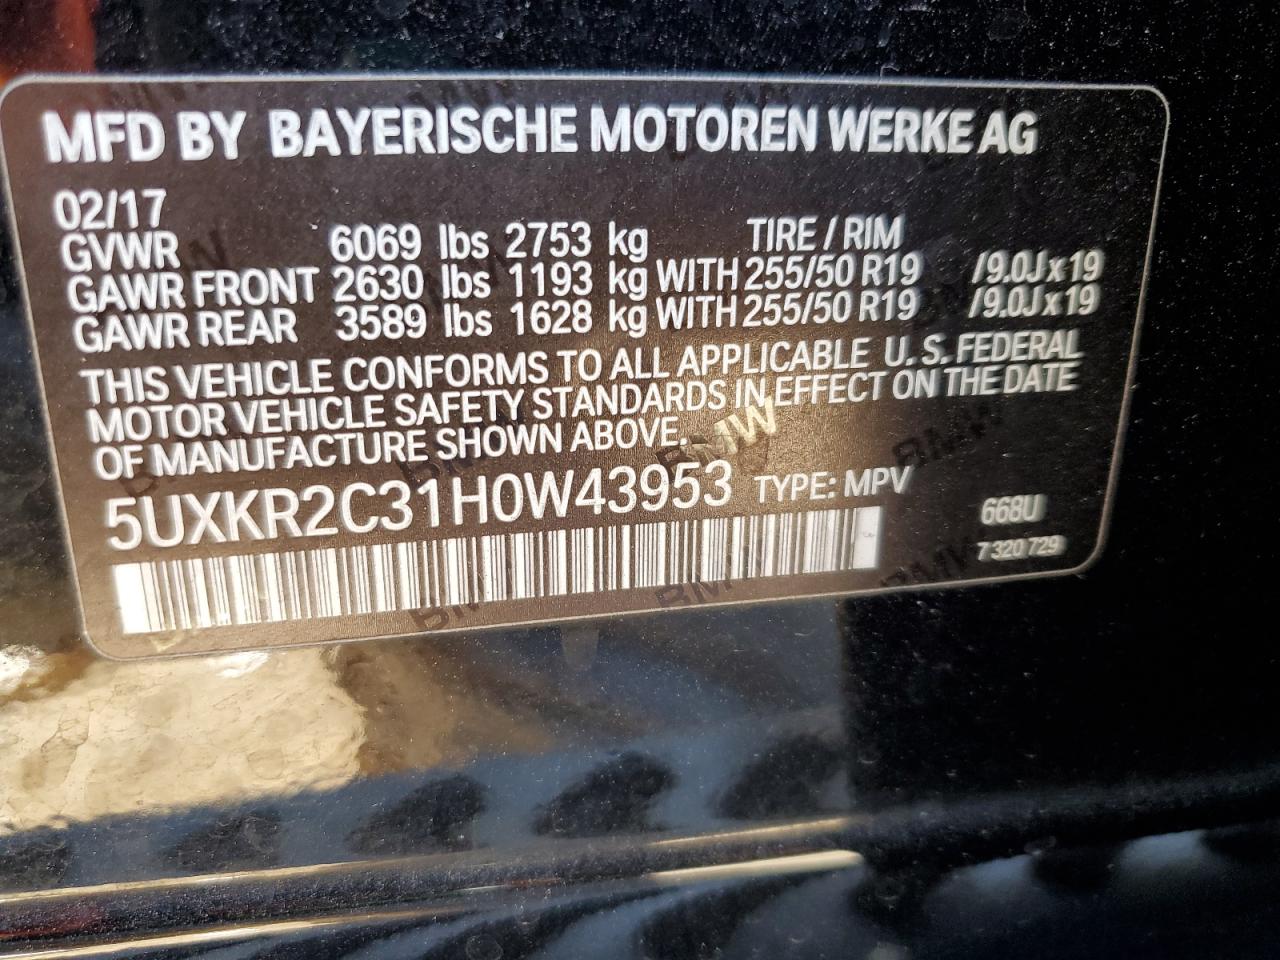 MFD BY BAYERISCHE MOTOREN WERKE AG
02/17
GVWR 6069 lbs 2753 kg TIRE / RIM
GAWR FRONT 2630 lbs 1193 kg WITH 255/50 R19 /9.0J x 19
GAWR REAR 3589 lbs 1628 kg WITH 255/50 R19 /9.0J x 19
THIS VEHICLE CONFORMS TO ALL APPLICABLE U. S. FEDERAL
MOTOR VEHICLE SAFETY STANDARDS IN EFFECT ON THE DATE
OF MANUFACTURE SHOWN ABOVE.
5UXKR2C31H0W43953 TYPE: MPV
668U
7 320 729